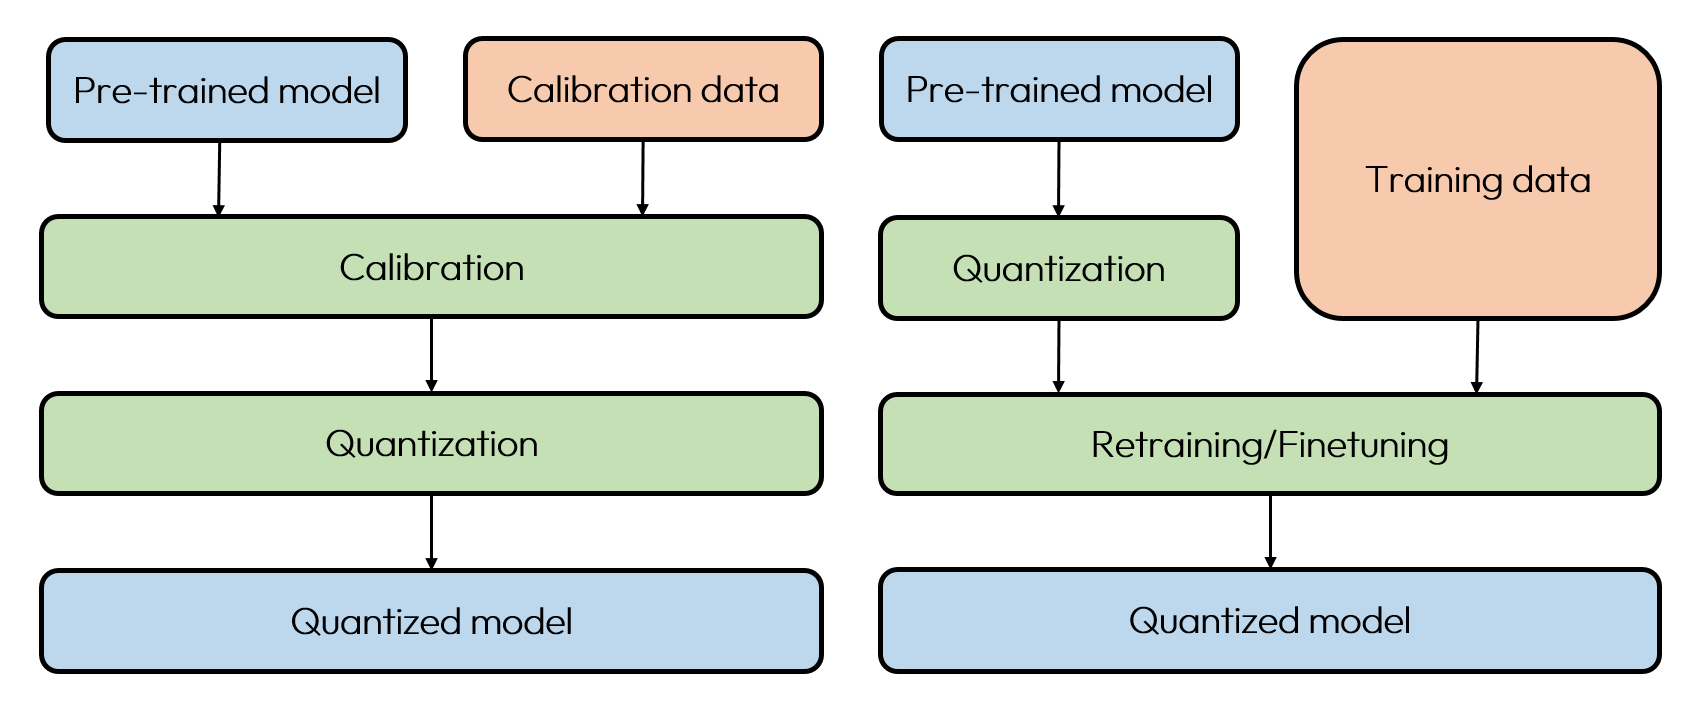 Pre-trained model
Calibration data
Calibration
Quantization
Quantized model
Pre-trained model
Training data
Quantization
Retraining/Finetuning
Quantized model